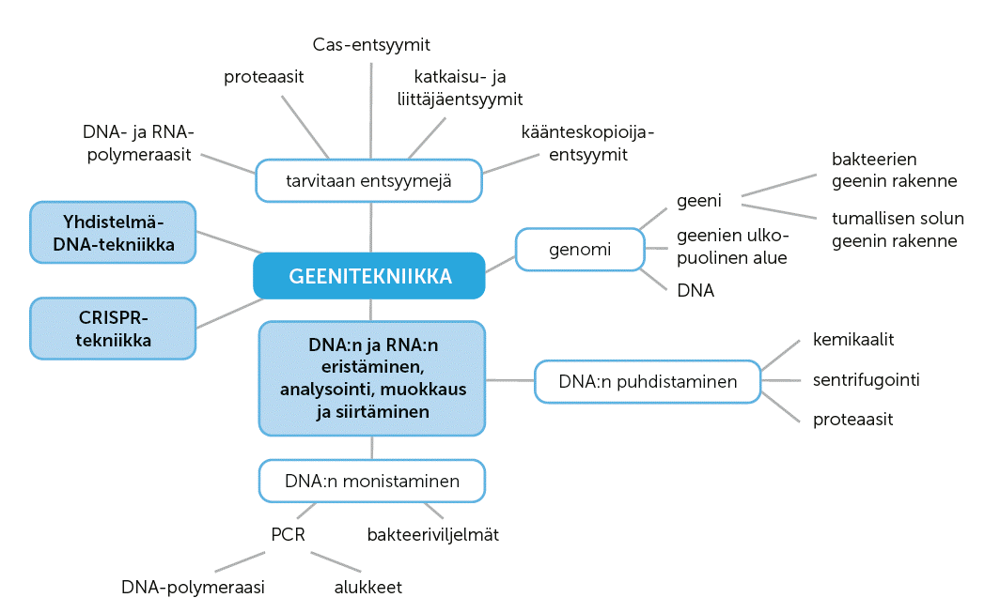 Cas-entsyymit
proteaasit
katkaisu- ja
liittäjäentsyymit
DNA- ja RNA-
polymeraasit
käänteskopioija-
entsyymit
tarvitaan entsyymejä
bakteerien
geenin rakenne
geeni
tumallisen solun
geenin rakenne
Yhdistelmä-
DNA-tekniikka
genomi
geenien ulko-
puolinen alue
DNA
GEENITEKNIIKKA
CRISPR-
tekniikka
DNA:n ja RNA:n
eristäminen,
analysointi, muokkaus
ja siirtäminen
DNA:n puhdistaminen
kemikaalit
sentrifugointi
proteaasit
DNA:n monistaminen
PCR
bakteeriviljelmät
DNA-polymeraasi
alukkeet